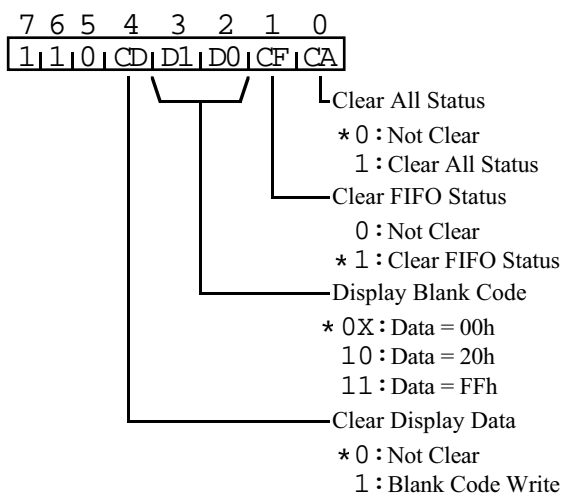 7 6 5 4 3 2 1 0
1 1 0 CD D1 D0 CF CA
Clear All Status
*0:Not Clear
1:Clear All Status
Clear FIFO Status
0:Not Clear
*1:Clear FIFO Status
Display Blank Code
*0X:Data = 00h
10:Data = 20h
11:Data = FFh
Clear Display Data
*0:Not Clear
1:Blank Code Write